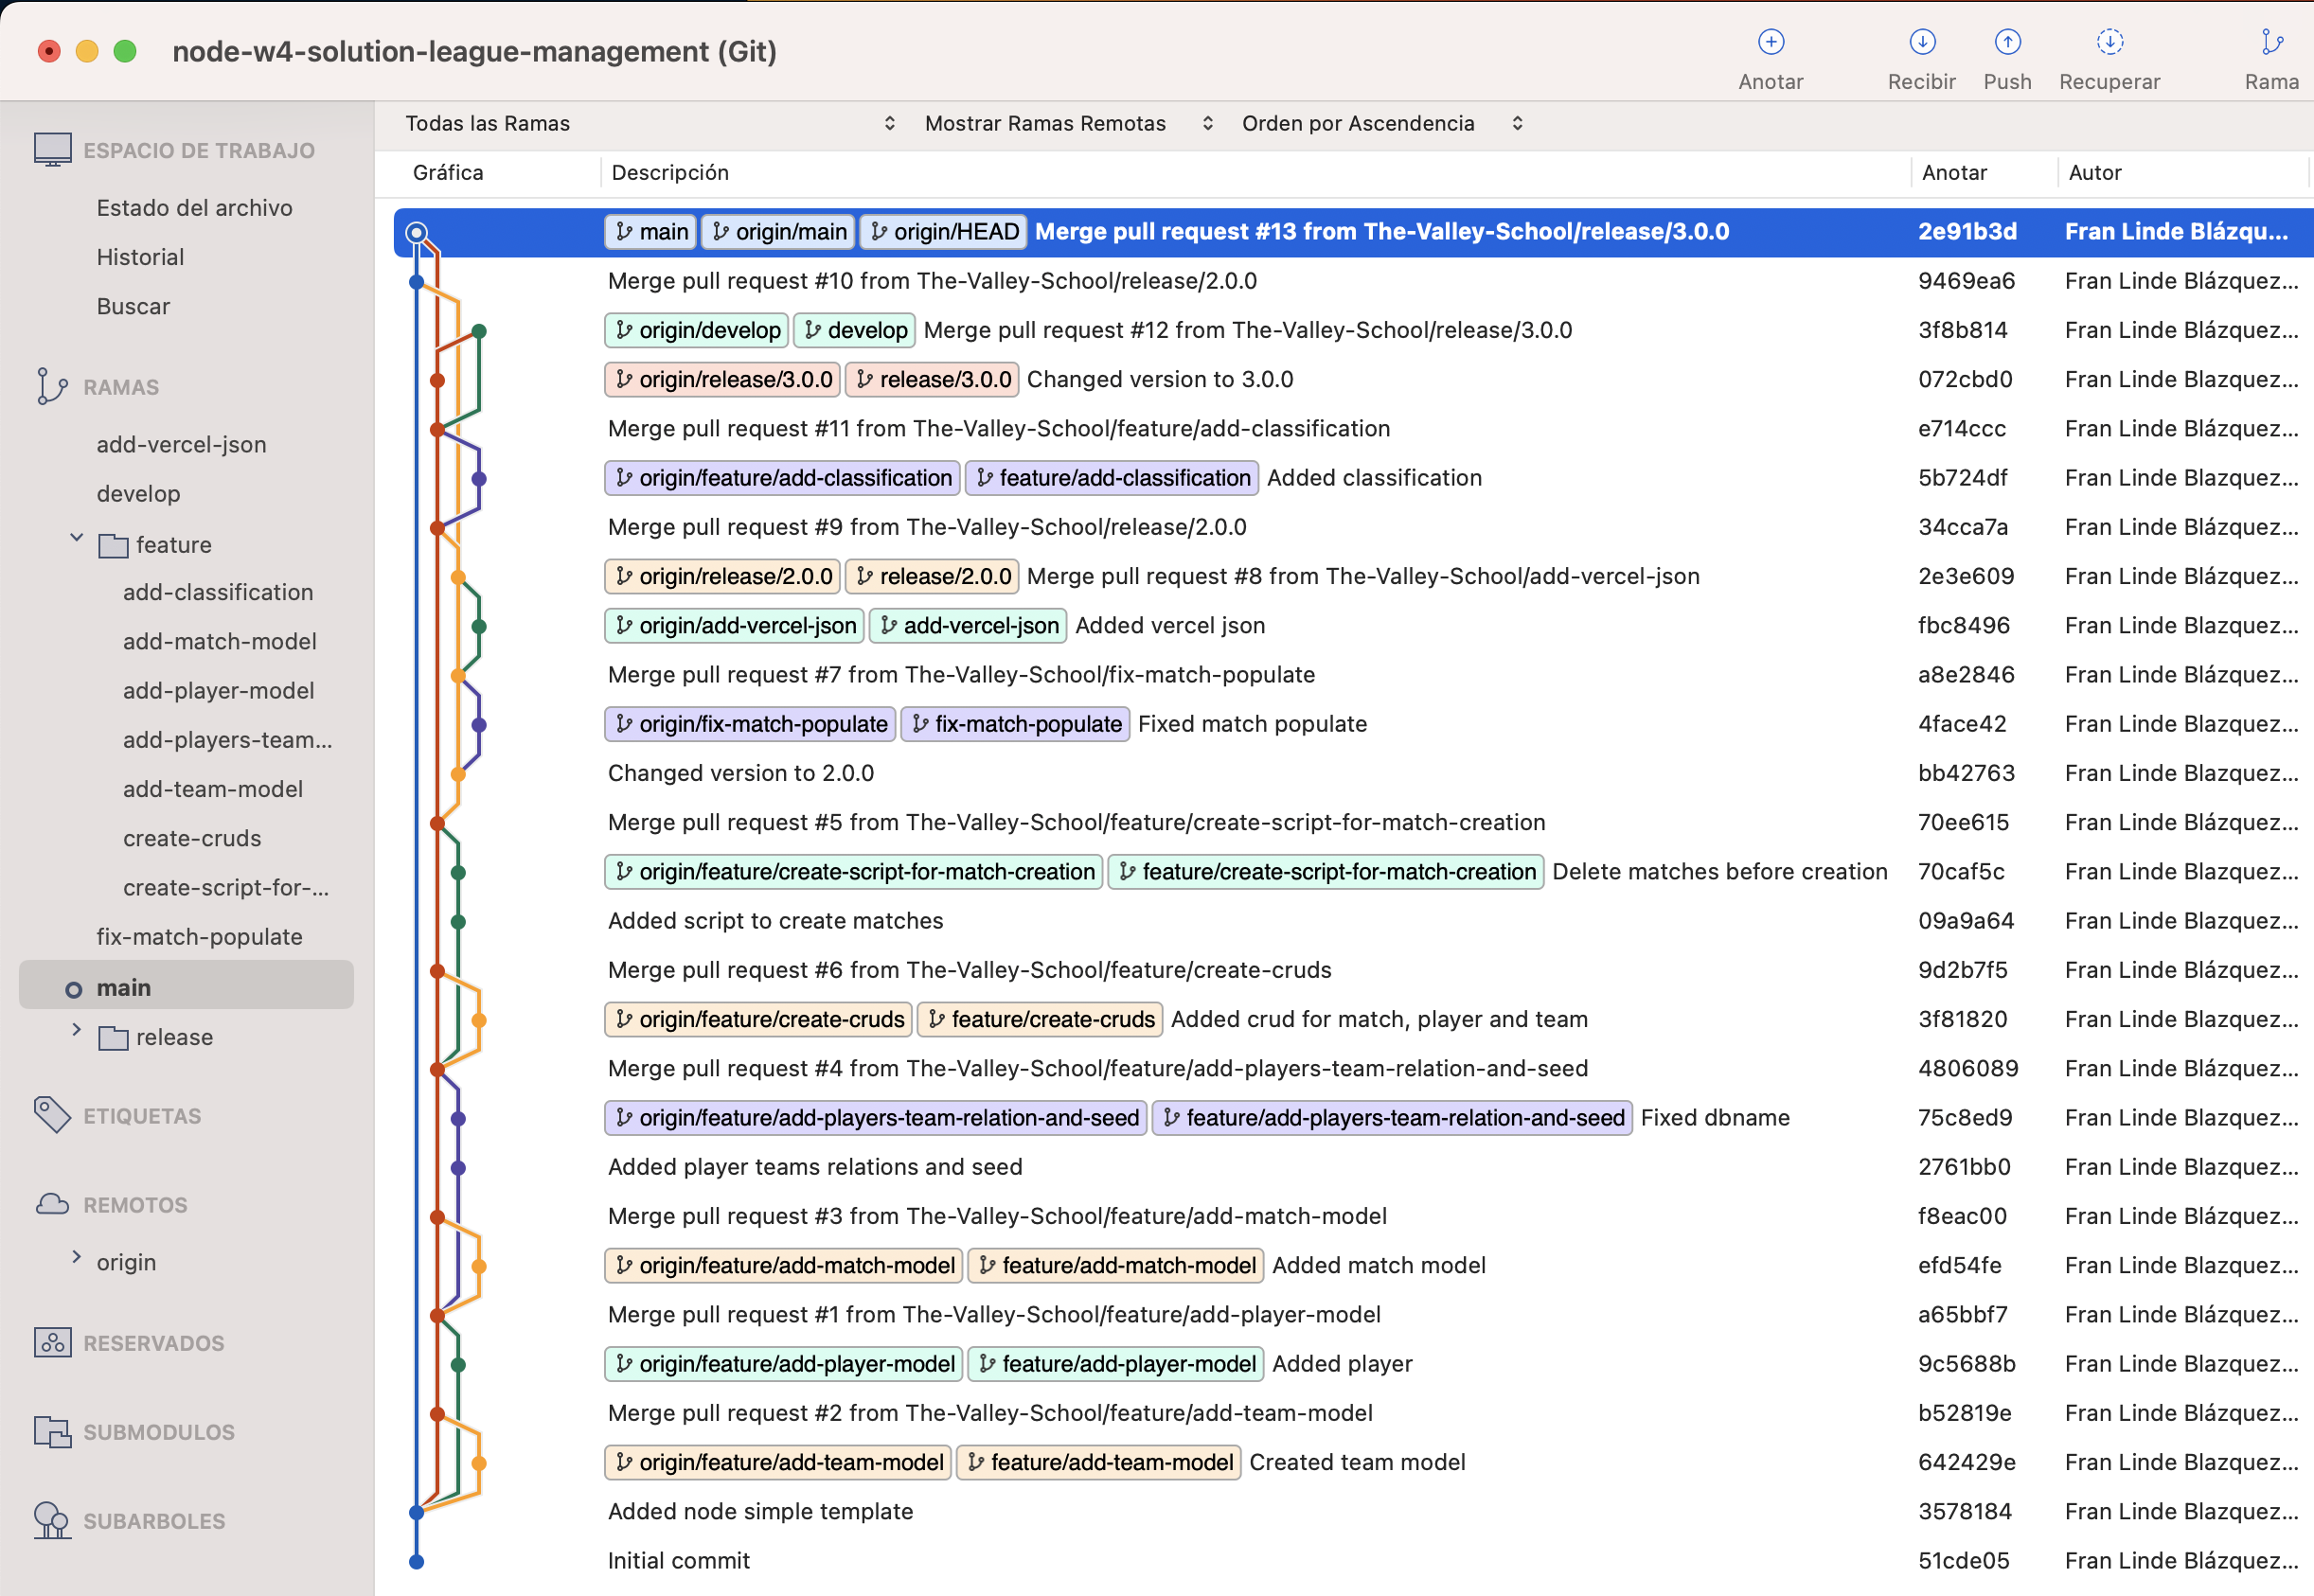 node-w4-solution-league-management (Git)
Anotar Recibir Push Recuperar Rama
ESPACIO DE TRABAJO
Estado del archivo
Historial
Buscar
RAMAS
add-vercel-json
develop
feature
add-classification
add-match-model
add-player-model
add-players-team...
add-team-model
create-cruds
create-script-for-...
fix-match-populate
main
release
ETIQUETAS
REMOTOS
origin
RESERVADOS
SUBMODULOS
SUBARBOLES
Todas las Ramas Mostrar Ramas Remotas Orden por Ascendencia
Gráfica Descripción Anotar Autor
main origin/main origin/HEAD Merge pull request #13 from The-Valley-School/release/3.0.0 2e91b3d Fran Linde Blázqu...
Merge pull request #10 from The-Valley-School/release/2.0.0 9469ea6 Fran Linde Blázquez...
origin/develop develop Merge pull request #12 from The-Valley-School/release/3.0.0 3f8b814 Fran Linde Blázquez...
origin/release/3.0.0 release/3.0.0 Changed version to 3.0.0 072cbd0 Fran Linde Blazquez...
Merge pull request #11 from The-Valley-School/feature/add-classification e714ccc Fran Linde Blázquez...
origin/feature/add-classification feature/add-classification Added classification 5b724df Fran Linde Blazquez...
Merge pull request #9 from The-Valley-School/release/2.0.0 34cca7a Fran Linde Blázquez...
origin/release/2.0.0 release/2.0.0 Merge pull request #8 from The-Valley-School/add-vercel-json 2e3e609 Fran Linde Blázquez...
origin/add-vercel-json add-vercel-json Added vercel json fbc8496 Fran Linde Blazquez...
Merge pull request #7 from The-Valley-School/fix-match-populate a8e2846 Fran Linde Blázquez...
origin/fix-match-populate fix-match-populate Fixed match populate 4face42 Fran Linde Blazquez...
Changed version to 2.0.0 bb42763 Fran Linde Blazquez...
Merge pull request #5 from The-Valley-School/feature/create-script-for-match-creation 70ee615 Fran Linde Blázquez...
origin/feature/create-script-for-match-creation feature/create-script-for-match-creation Delete matches before creation 70caf5c Fran Linde Blazquez...
Added script to create matches 09a9a64 Fran Linde Blazquez...
Merge pull request #6 from The-Valley-School/feature/create-cruds 9d2b7f5 Fran Linde Blázquez...
origin/feature/create-cruds feature/create-cruds Added crud for match, player and team 3f81820 Fran Linde Blazquez...
Merge pull request #4 from The-Valley-School/feature/add-players-team-relation-and-seed 4806089 Fran Linde Blázquez...
origin/feature/add-players-team-relation-and-seed feature/add-players-team-relation-and-seed Fixed dbname 75c8ed9 Fran Linde Blazquez...
Added player teams relations and seed 2761bb0 Fran Linde Blazquez...
Merge pull request #3 from The-Valley-School/feature/add-match-model f8eac00 Fran Linde Blázquez...
origin/feature/add-match-model feature/add-match-model Added match model efd54fe Fran Linde Blazquez...
Merge pull request #1 from The-Valley-School/feature/add-player-model a65bbf7 Fran Linde Blázquez...
origin/feature/add-player-model feature/add-player-model Added player 9c5688b Fran Linde Blazquez...
Merge pull request #2 from The-Valley-School/feature/add-team-model b52819e Fran Linde Blázquez...
origin/feature/add-team-model feature/add-team-model Created team model 642429e Fran Linde Blazquez...
Added node simple template 3578184 Fran Linde Blazquez...
Initial commit 51cde05 Fran Linde Blázquez...